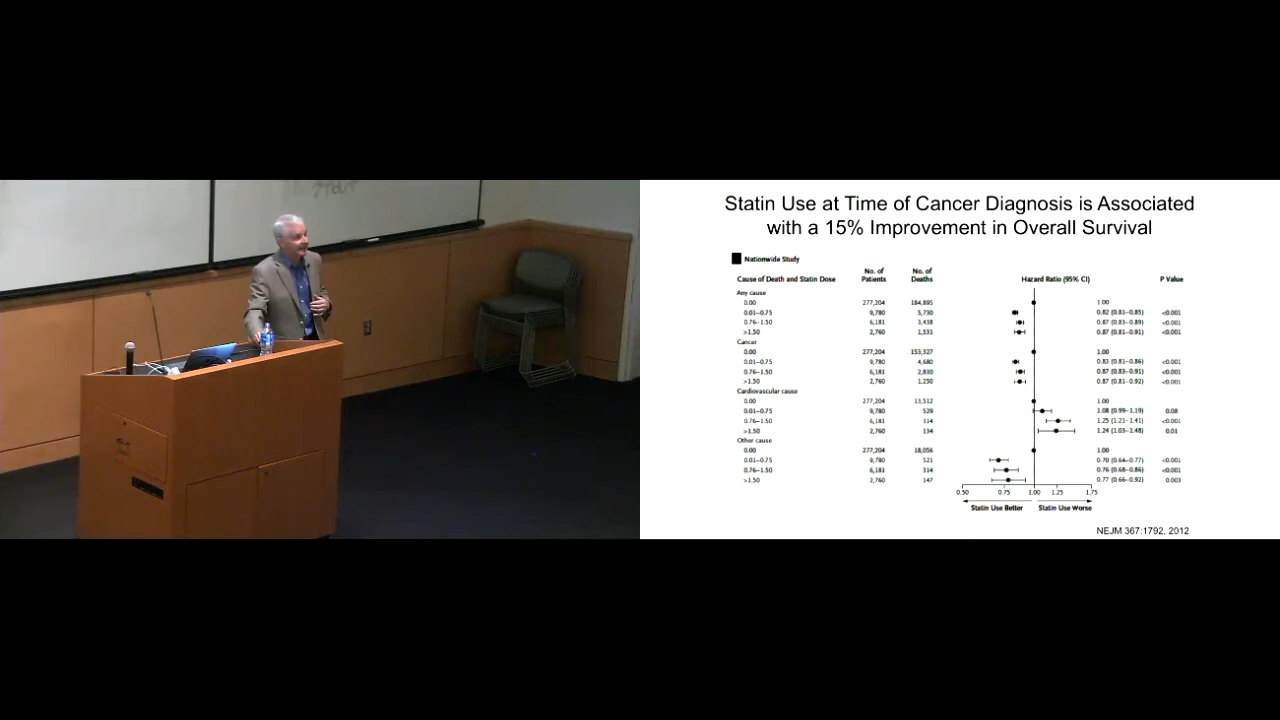 Statin Use at Time of Cancer Diagnosis is Associated
with a 15% Improvement in Overall Survival
Nationwide Study
Cause of Death and Statin Dose No. of Patients No. of Deaths Hazard Ratio (95% CI) P Value
Any cause
0.00 277,204 184,895 1.00
0.01–0.75 9,780 5,730 0.82 (0.81–0.85) <0.001
0.76–1.50 6,181 3,438 0.87 (0.83–0.89) <0.001
>1.50 2,760 1,531 0.87 (0.81–0.91) <0.001
Cancer
0.00 277,204 153,327 1.00
0.01–0.75 9,780 4,680 0.83 (0.81–0.86) <0.001
0.76–1.50 6,181 2,810 0.87 (0.83–0.91) <0.001
>1.50 2,760 1,250 0.87 (0.81–0.92) <0.001
Cardiovascular cause
0.00 277,204 13,512 1.00
0.01–0.75 9,780 529 1.08 (0.99–1.19) 0.08
0.76–1.50 6,181 314 1.25 (1.21–1.41) <0.001
>1.50 2,760 134 1.24 (1.03–1.48) 0.01
Other cause
0.00 277,204 18,056 1.00
0.01–0.75 9,780 521 0.70 (0.64–0.77) <0.001
0.76–1.50 6,181 314 0.76 (0.68–0.86) <0.001
>1.50 2,760 147 0.77 (0.66–0.92) 0.003
0.50 0.75 1.00 1.25 1.75
Statin Use Better Statin Use Worse
NEJM 367:1792, 2012